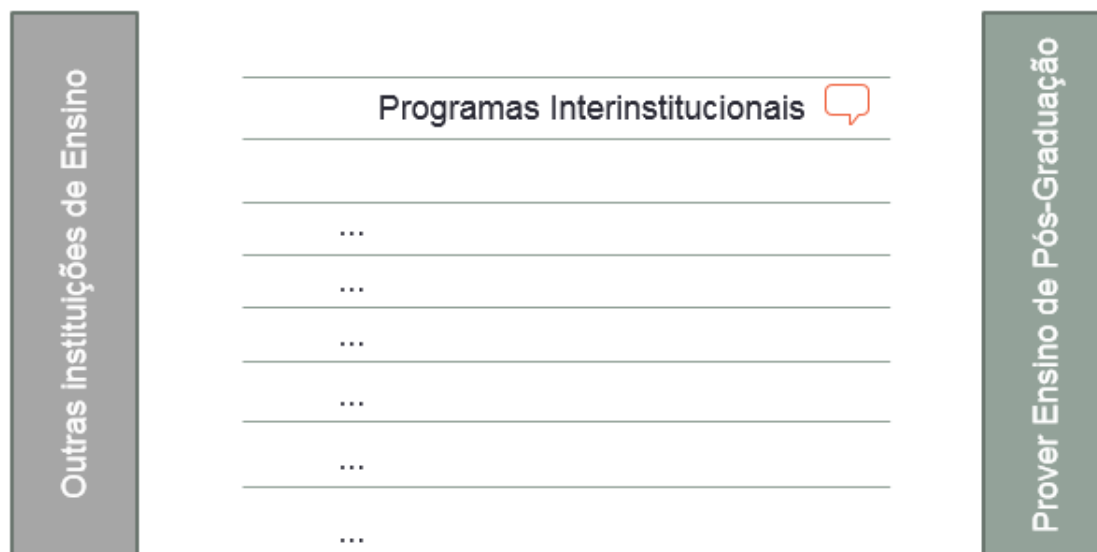 Outras instituições de Ensino
Programas Interinstitucionais
...
...
...
...
...
...
Prover Ensino de Pós-Graduação